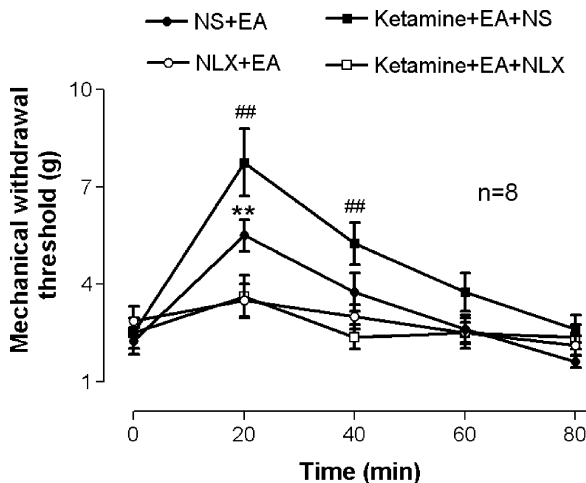 NS+EA
Ketamine+EA+NS
NLX+EA
Ketamine+EA+NLX
Mechanical withdrawal
threshold (g)
10
7
4
1
##
**
##
n=8
0 20 40 60 80
Time (min)